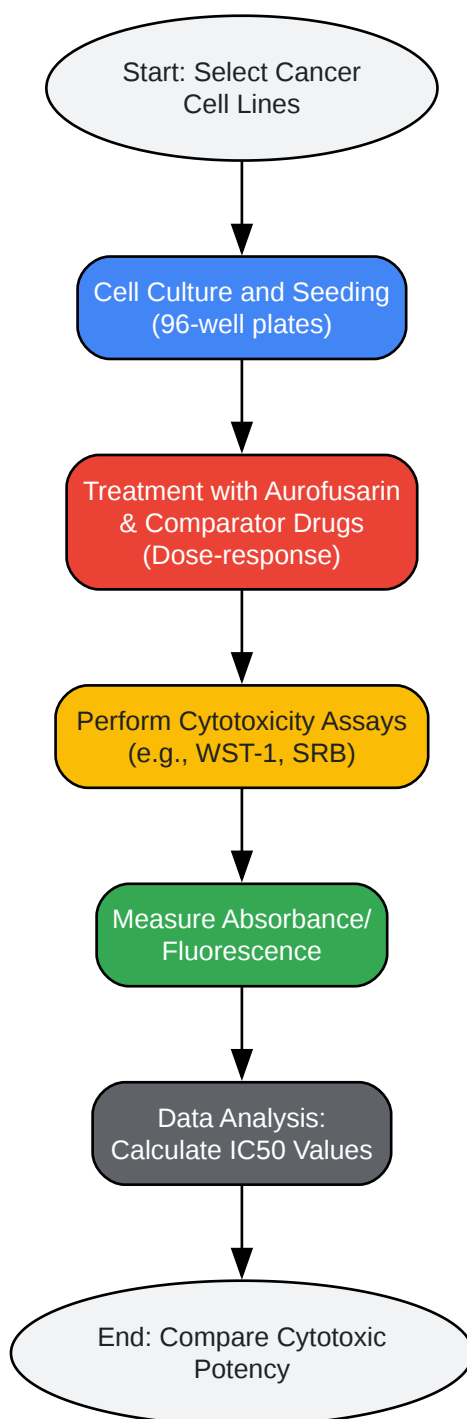 Start: Select Cancer
Cell Lines
Cell Culture and Seeding
(96-well plates)
Treatment with Aurofusarin
& Comparator Drugs
(Dose-response)
Perform Cytotoxicity Assays
(e.g., WST-1, SRB)
Measure Absorbance/
Fluorescence
Data Analysis:
Calculate IC50 Values
End: Compare Cytotoxic
Potency